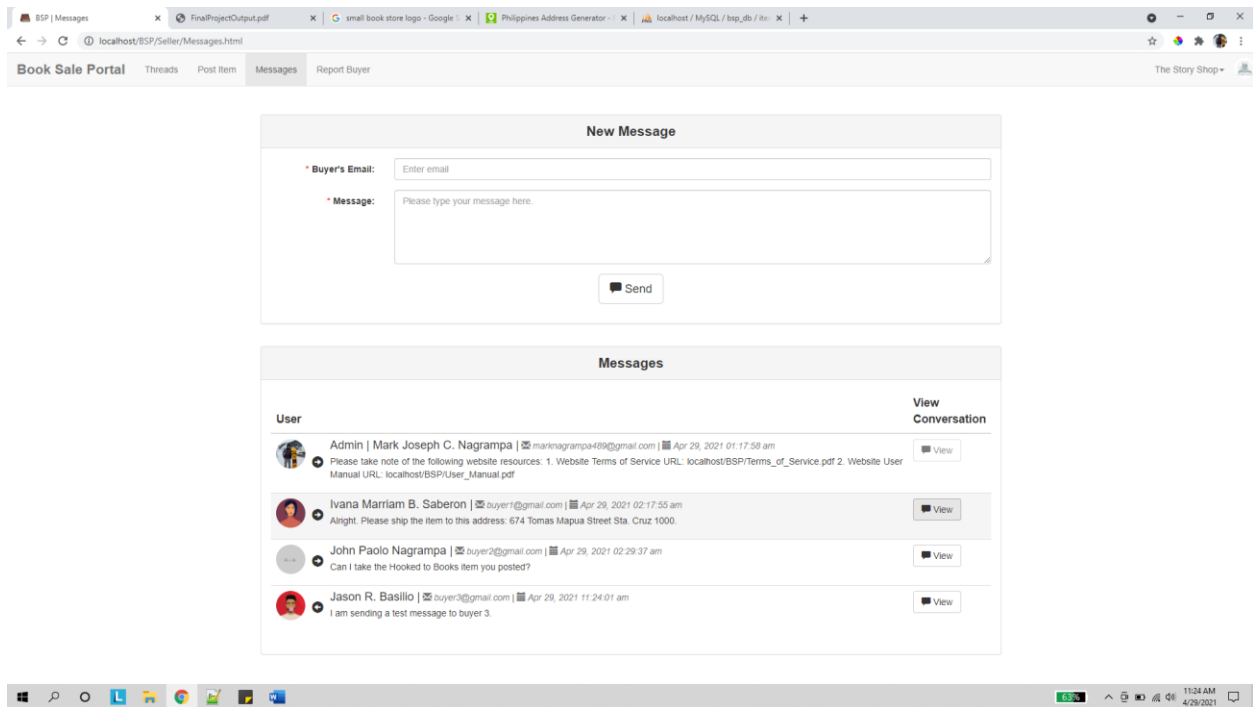 BSP | Messages
FinalProjectOutput.pdf
small book store logo - Google S
Philippines Address Generator -
localhost / MySQL / bsp_db / ite
localhost/BSP/Seller/Messages.html
Book Sale Portal Threads Post Item Messages Report Buyer The Story Shop
New Message
* Buyer's Email: Enter email
* Message: Please type your message here.
Send
Messages
User
View
Conversation
Admin | Mark Joseph C. Nagrampa | marknagrampa489@gmail.com | Apr 29, 2021 01:17:58 am
Please take note of the following website resources: 1. Website Terms of Service URL: localhost/BSP/Terms_of_Service.pdf 2. Website User
Manual URL: localhost/BSP/User_Manual.pdf
View
Ivana Marriam B. Saberon | buyer1@gmail.com | Apr 29, 2021 02:17:55 am
Alright. Please ship the item to this address: 674 Tomas Mapua Street Sta. Cruz 1000.
View
John Paolo Nagrampa | buyer2@gmail.com | Apr 29, 2021 02:29:37 am
Can I take the Hooked to Books item you posted?
View
Jason R. Basilio | buyer3@gmail.com | Apr 29, 2021 11:24:01 am
I am sending a test message to buyer 3.
View
63%
11:24 AM
4/29/2021